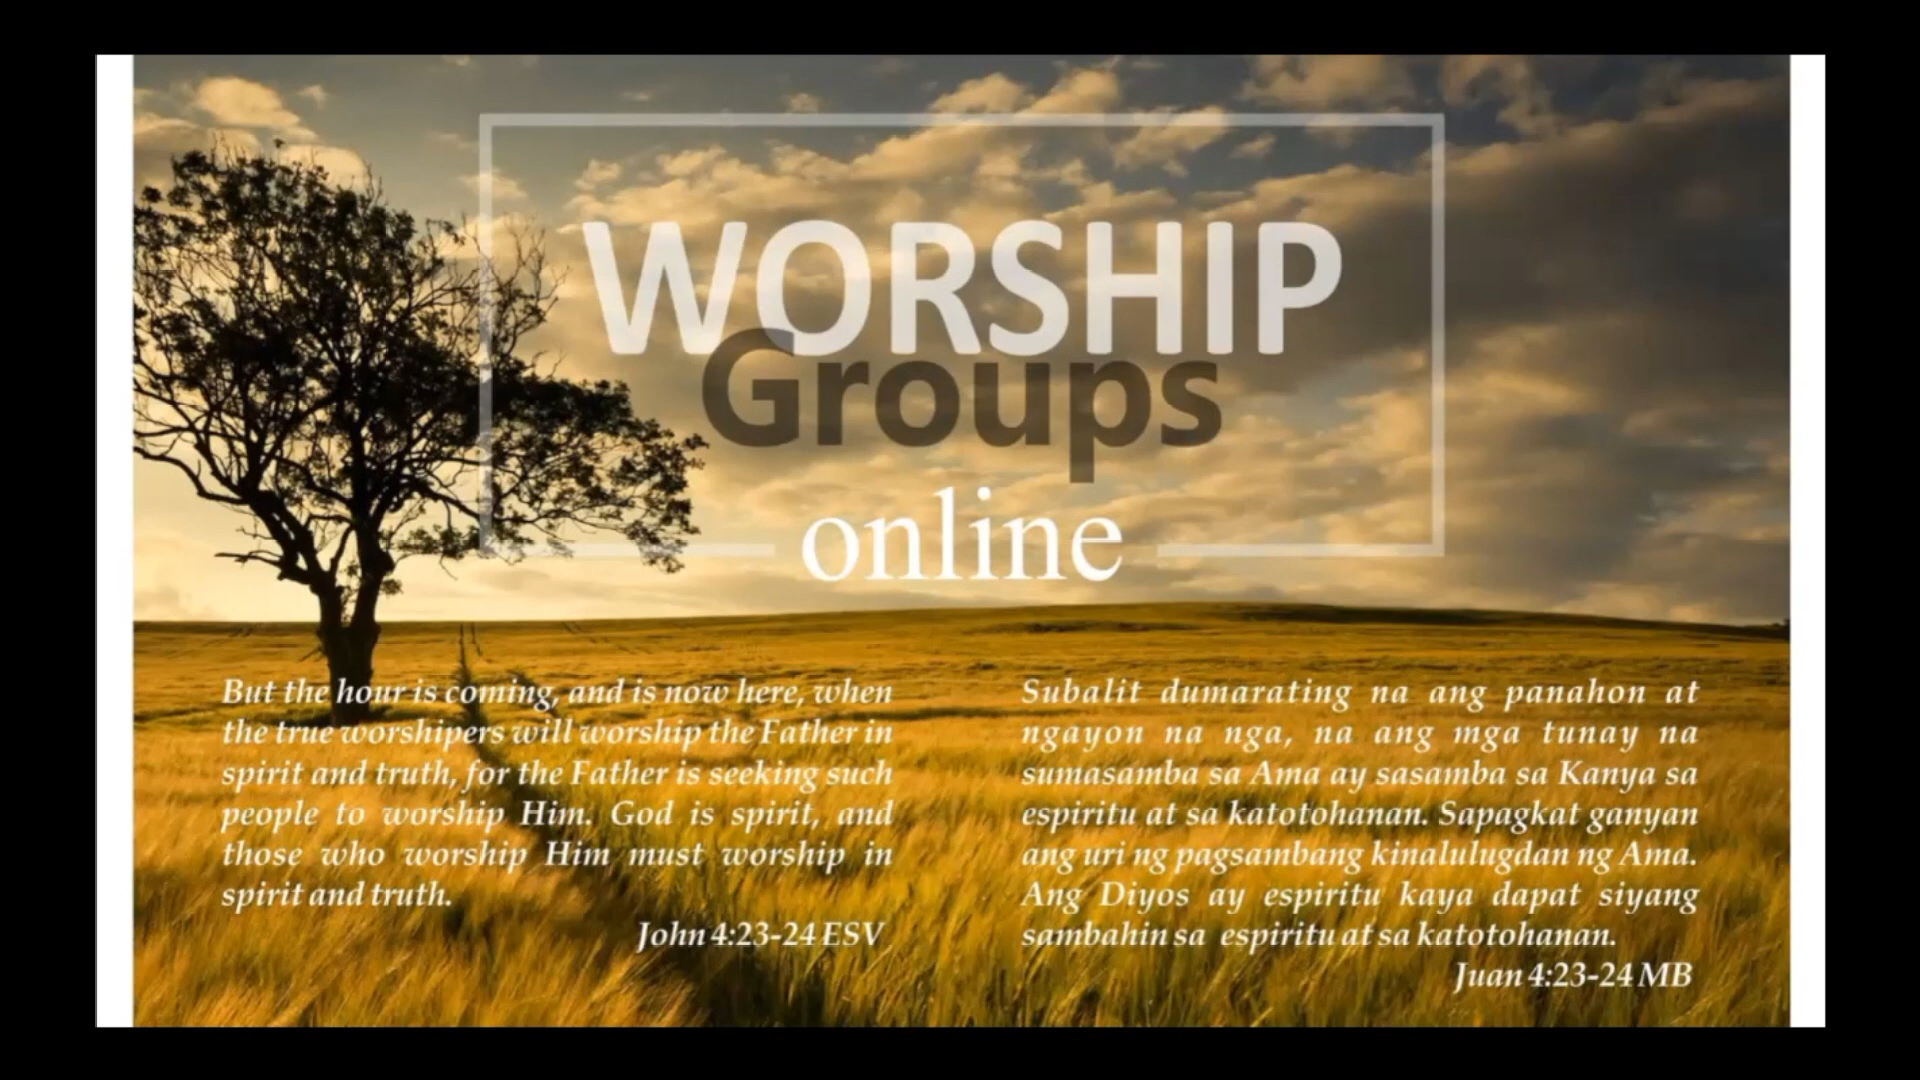 WORSHIP
Groups
online
But the hour is coming, and is now here, when
the true worshipers will worship the Father in
spirit and truth, for the Father is seeking such
people to worship Him. God is spirit, and
those who worship Him must worship in
spirit and truth.
John 4:23-24 ESV
Subalit dumarating na ang panahon at
ngayon na nga, na ang mga tunay na
sumasamba sa Ama ay sasamba sa Kanya sa
espiritu at sa katotohanan. Sapagkat ganyan
ang uri ng pagsambang kinalulugdan ng Ama.
Ang Diyos ay espiritu kaya dapat siyang
sambahin sa espiritu at sa katotohanan.
Juan 4:23-24 MB